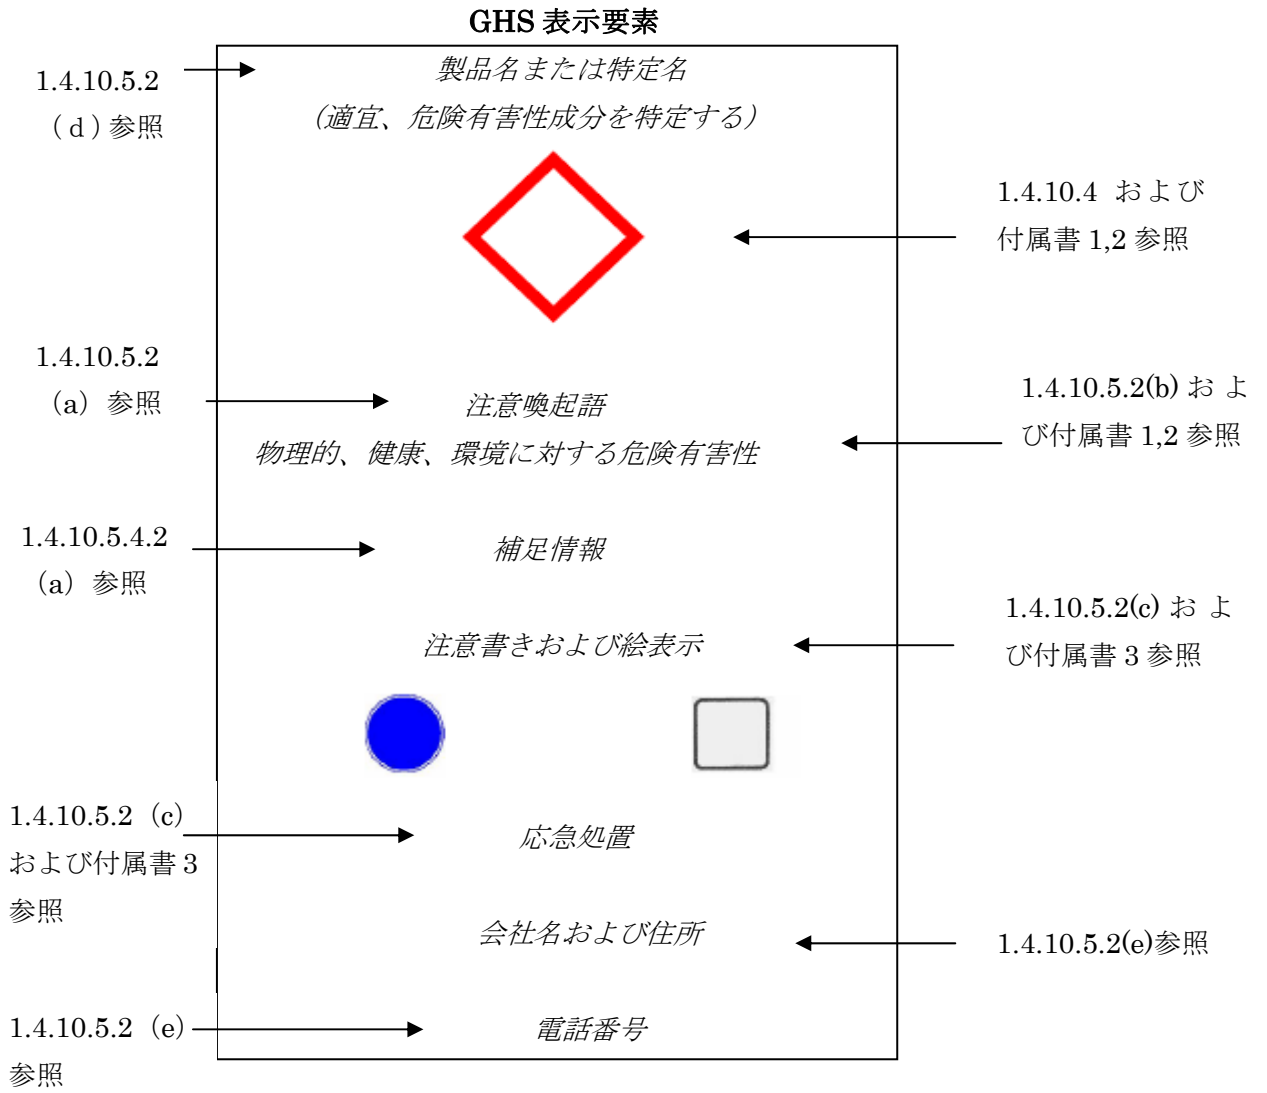 GHS 表示要素
1.4.10.5.2
(ｄ)参照
製品名または特定名
（適宜、危険有害性成分を特定する）
1.4.10.4 および
付属書 1,2 参照
1.4.10.5.2
（a）参照
注意喚起語
1.4.10.5.2(b) およ
び付属書 1,2 参照
物理的、健康、環境に対する危険有害性
1.4.10.5.4.2
（a）参照
補足情報
1.4.10.5.2(c) およ
び付属書 3 参照
注意書きおよび絵表示
1.4.10.5.2（c）
および付属書 3
参照
応急処置
会社名および住所
1.4.10.5.2(e)参照
1.4.10.5.2（e）
参照
電話番号